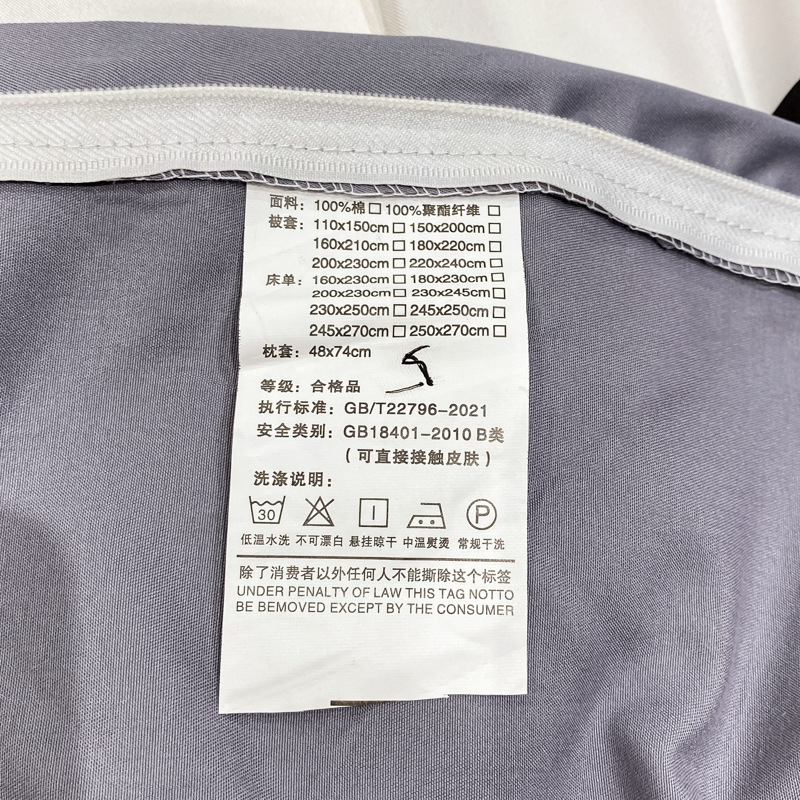 面料：100%棉□ 100%聚酯纤维 □
被套：110x150cm□ 150x200cm□
160x210cm□ 180x220cm□
200x230cm□ 220x240cm□
床单：160x230cm□ 180x230cm□
200x230cm□ 230x245cm□
230x250cm□ 245x250cm□
245x270cm□ 250x270cm□
枕套：48x74cm
等级：合格品
执行标准：GB/T22796-2021
安全类别：GB18401-2010 B类
（可直接接触皮肤）
洗涤说明：
30 P
低温水洗 不可漂白 悬挂晾干 中温熨烫 常规干洗
除了消费者以外任何人不能撕除这个标签
UNDER PENALTY OF LAW THIS TAG NOTTO
BE BEMOVED EXCEPT BY THE CONSUMER